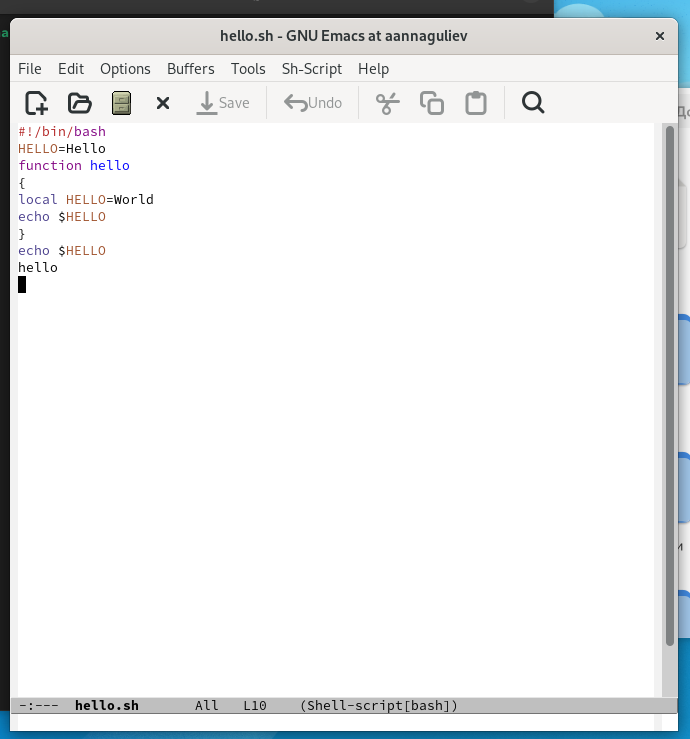 hello.sh - GNU Emacs at aannaguliev
File Edit Options Buffers Tools Sh-Script Help
Save Undo
#!/bin/bash
HELLO=Hello
function hello
{
local HELLO=World
echo $HELLO
}
echo $HELLO
hello
-:--- hello.sh All L10 (Shell-script[bash])